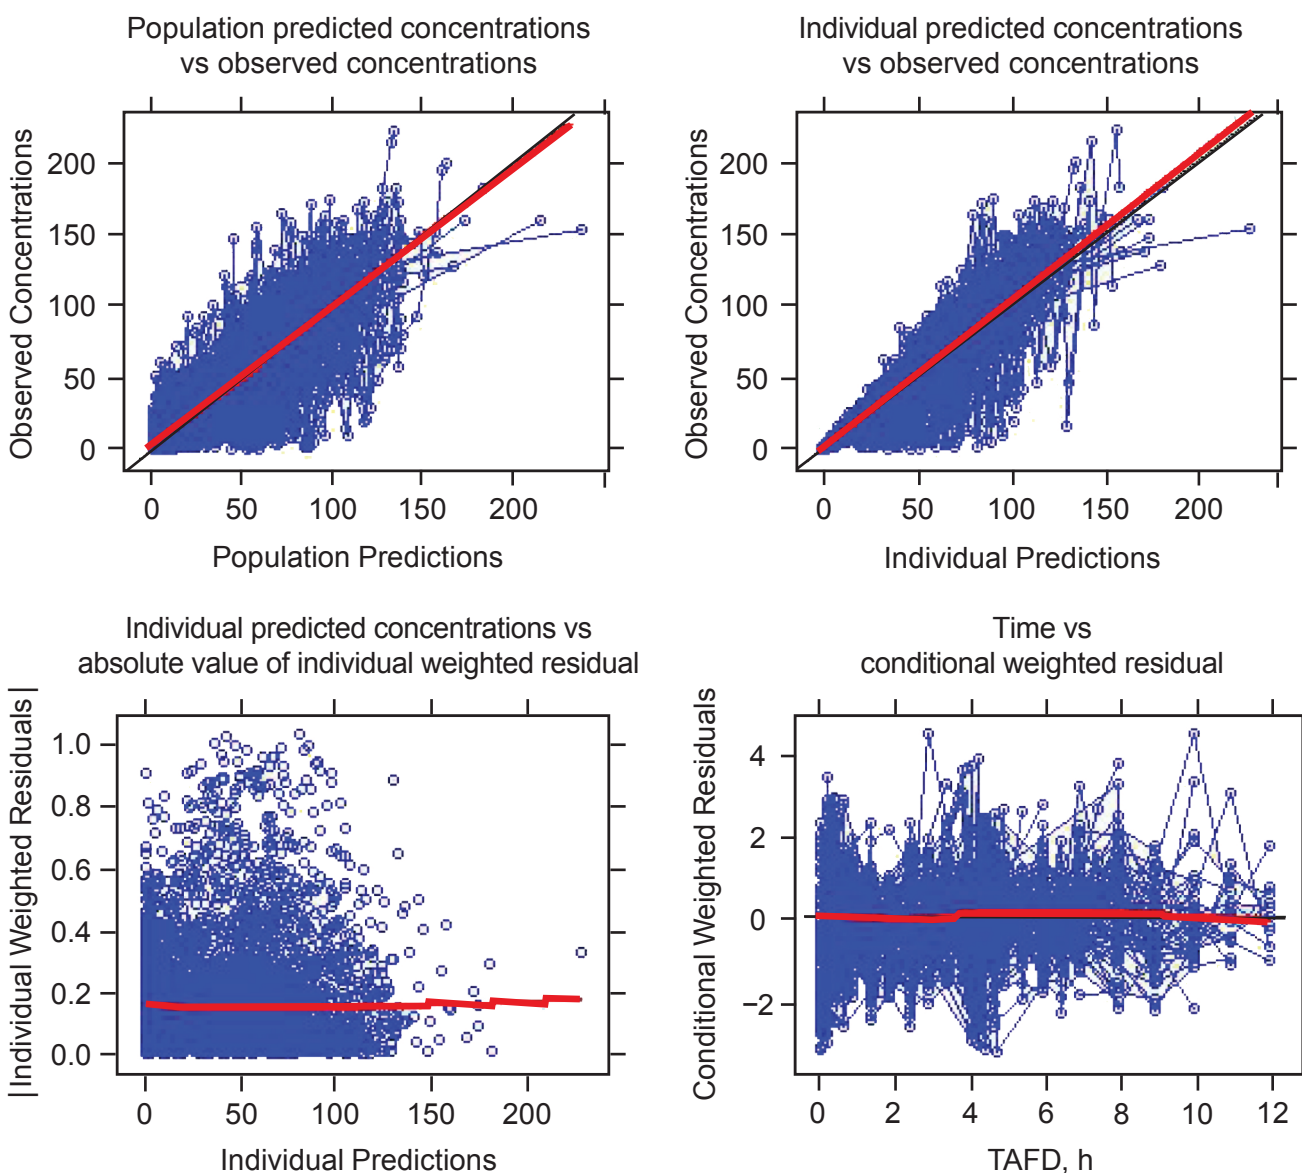 Population predicted concentrations
vs observed concentrations
Observed Concentrations
200
150
100
50
0
0 50 100 150 200
Population Predictions
Individual predicted concentrations
vs observed concentrations
Observed Concentrations
200
150
100
50
0
0 50 100 150 200
Individual Predictions
Individual predicted concentrations vs
absolute value of individual weighted residual
|Individual Weighted Residuals|
1.0
0.8
0.6
0.4
0.2
0.0
0 50 100 150 200
Individual Predictions
Time vs
conditional weighted residual
Conditional Weighted Residuals
4
2
0
−2
0 2 4 6 8 10 12
TAFD, h